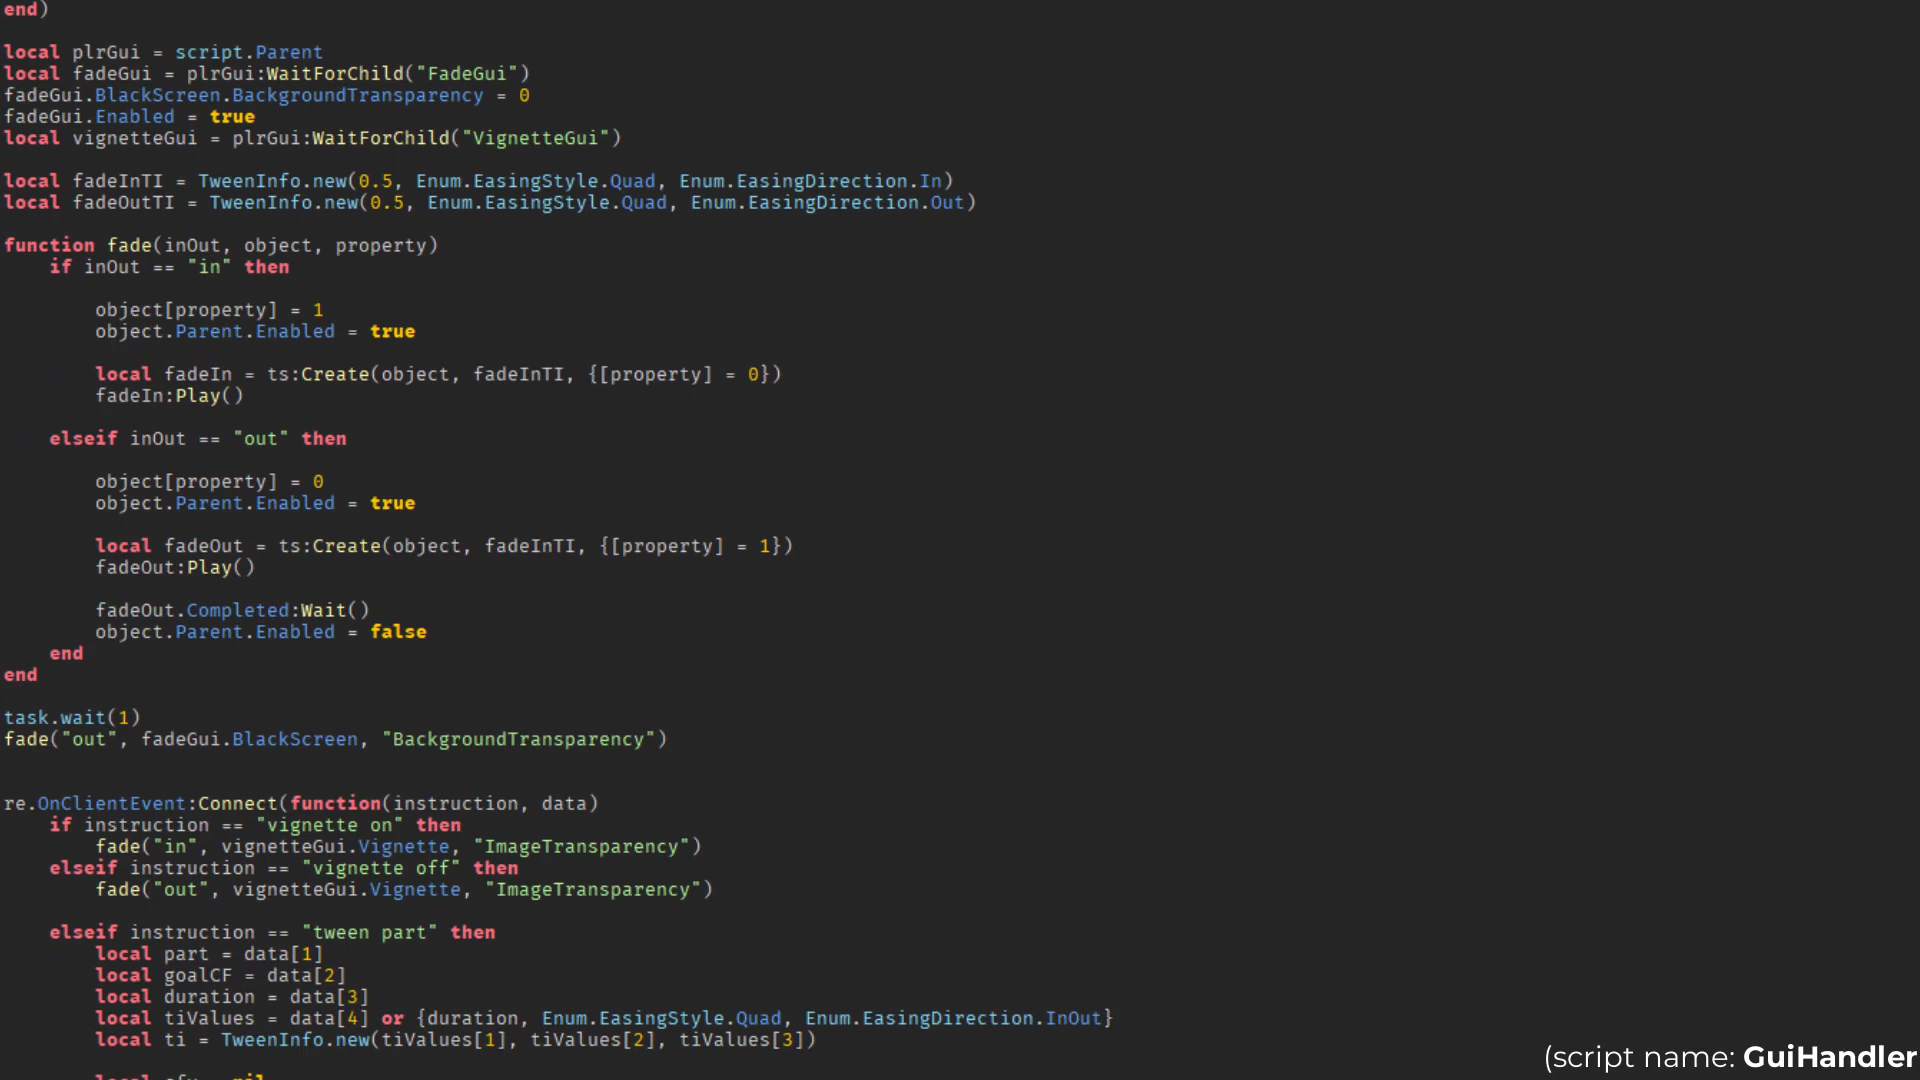 end)
local plrGui = script.Parent
local fadeGui = plrGui:WaitForChild("FadeGui")
fadeGui.BlackScreen.BackgroundTransparency = 0
fadeGui.Enabled = true
local vignetteGui = plrGui:WaitForChild("VignetteGui")
local fadeInTI = TweenInfo.new(0.5, Enum.EasingStyle.Quad, Enum.EasingDirection.In)
local fadeOutTI = TweenInfo.new(0.5, Enum.EasingStyle.Quad, Enum.EasingDirection.Out)
function fade(inOut, object, property)
    if inOut == "in" then
        object[property] = 1
        object.Parent.Enabled = true
        local fadeIn = ts:Create(object, fadeInTI, {[property] = 0})
        fadeIn:Play()
    elseif inOut == "out" then
        object[property] = 0
        object.Parent.Enabled = true
        local fadeOut = ts:Create(object, fadeInTI, {[property] = 1})
        fadeOut:Play()
        fadeOut.Completed:Wait()
        object.Parent.Enabled = false
    end
end
task.wait(1)
fade("out", fadeGui.BlackScreen, "BackgroundTransparency")
re.OnClientEvent:Connect(function(instruction, data)
    if instruction == "vignette on" then
        fade("in", vignetteGui.Vignette, "ImageTransparency")
    elseif instruction == "vignette off" then
        fade("out", vignetteGui.Vignette, "ImageTransparency")
    elseif instruction == "tween part" then
        local part = data[1]
        local goalCF = data[2]
        local duration = data[3]
        local tiValues = data[4] or {duration, Enum.EasingStyle.Quad, Enum.EasingDirection.InOut}
        local ti = TweenInfo.new(tiValues[1], tiValues[2], tiValues[3])
(script name: GuiHandler